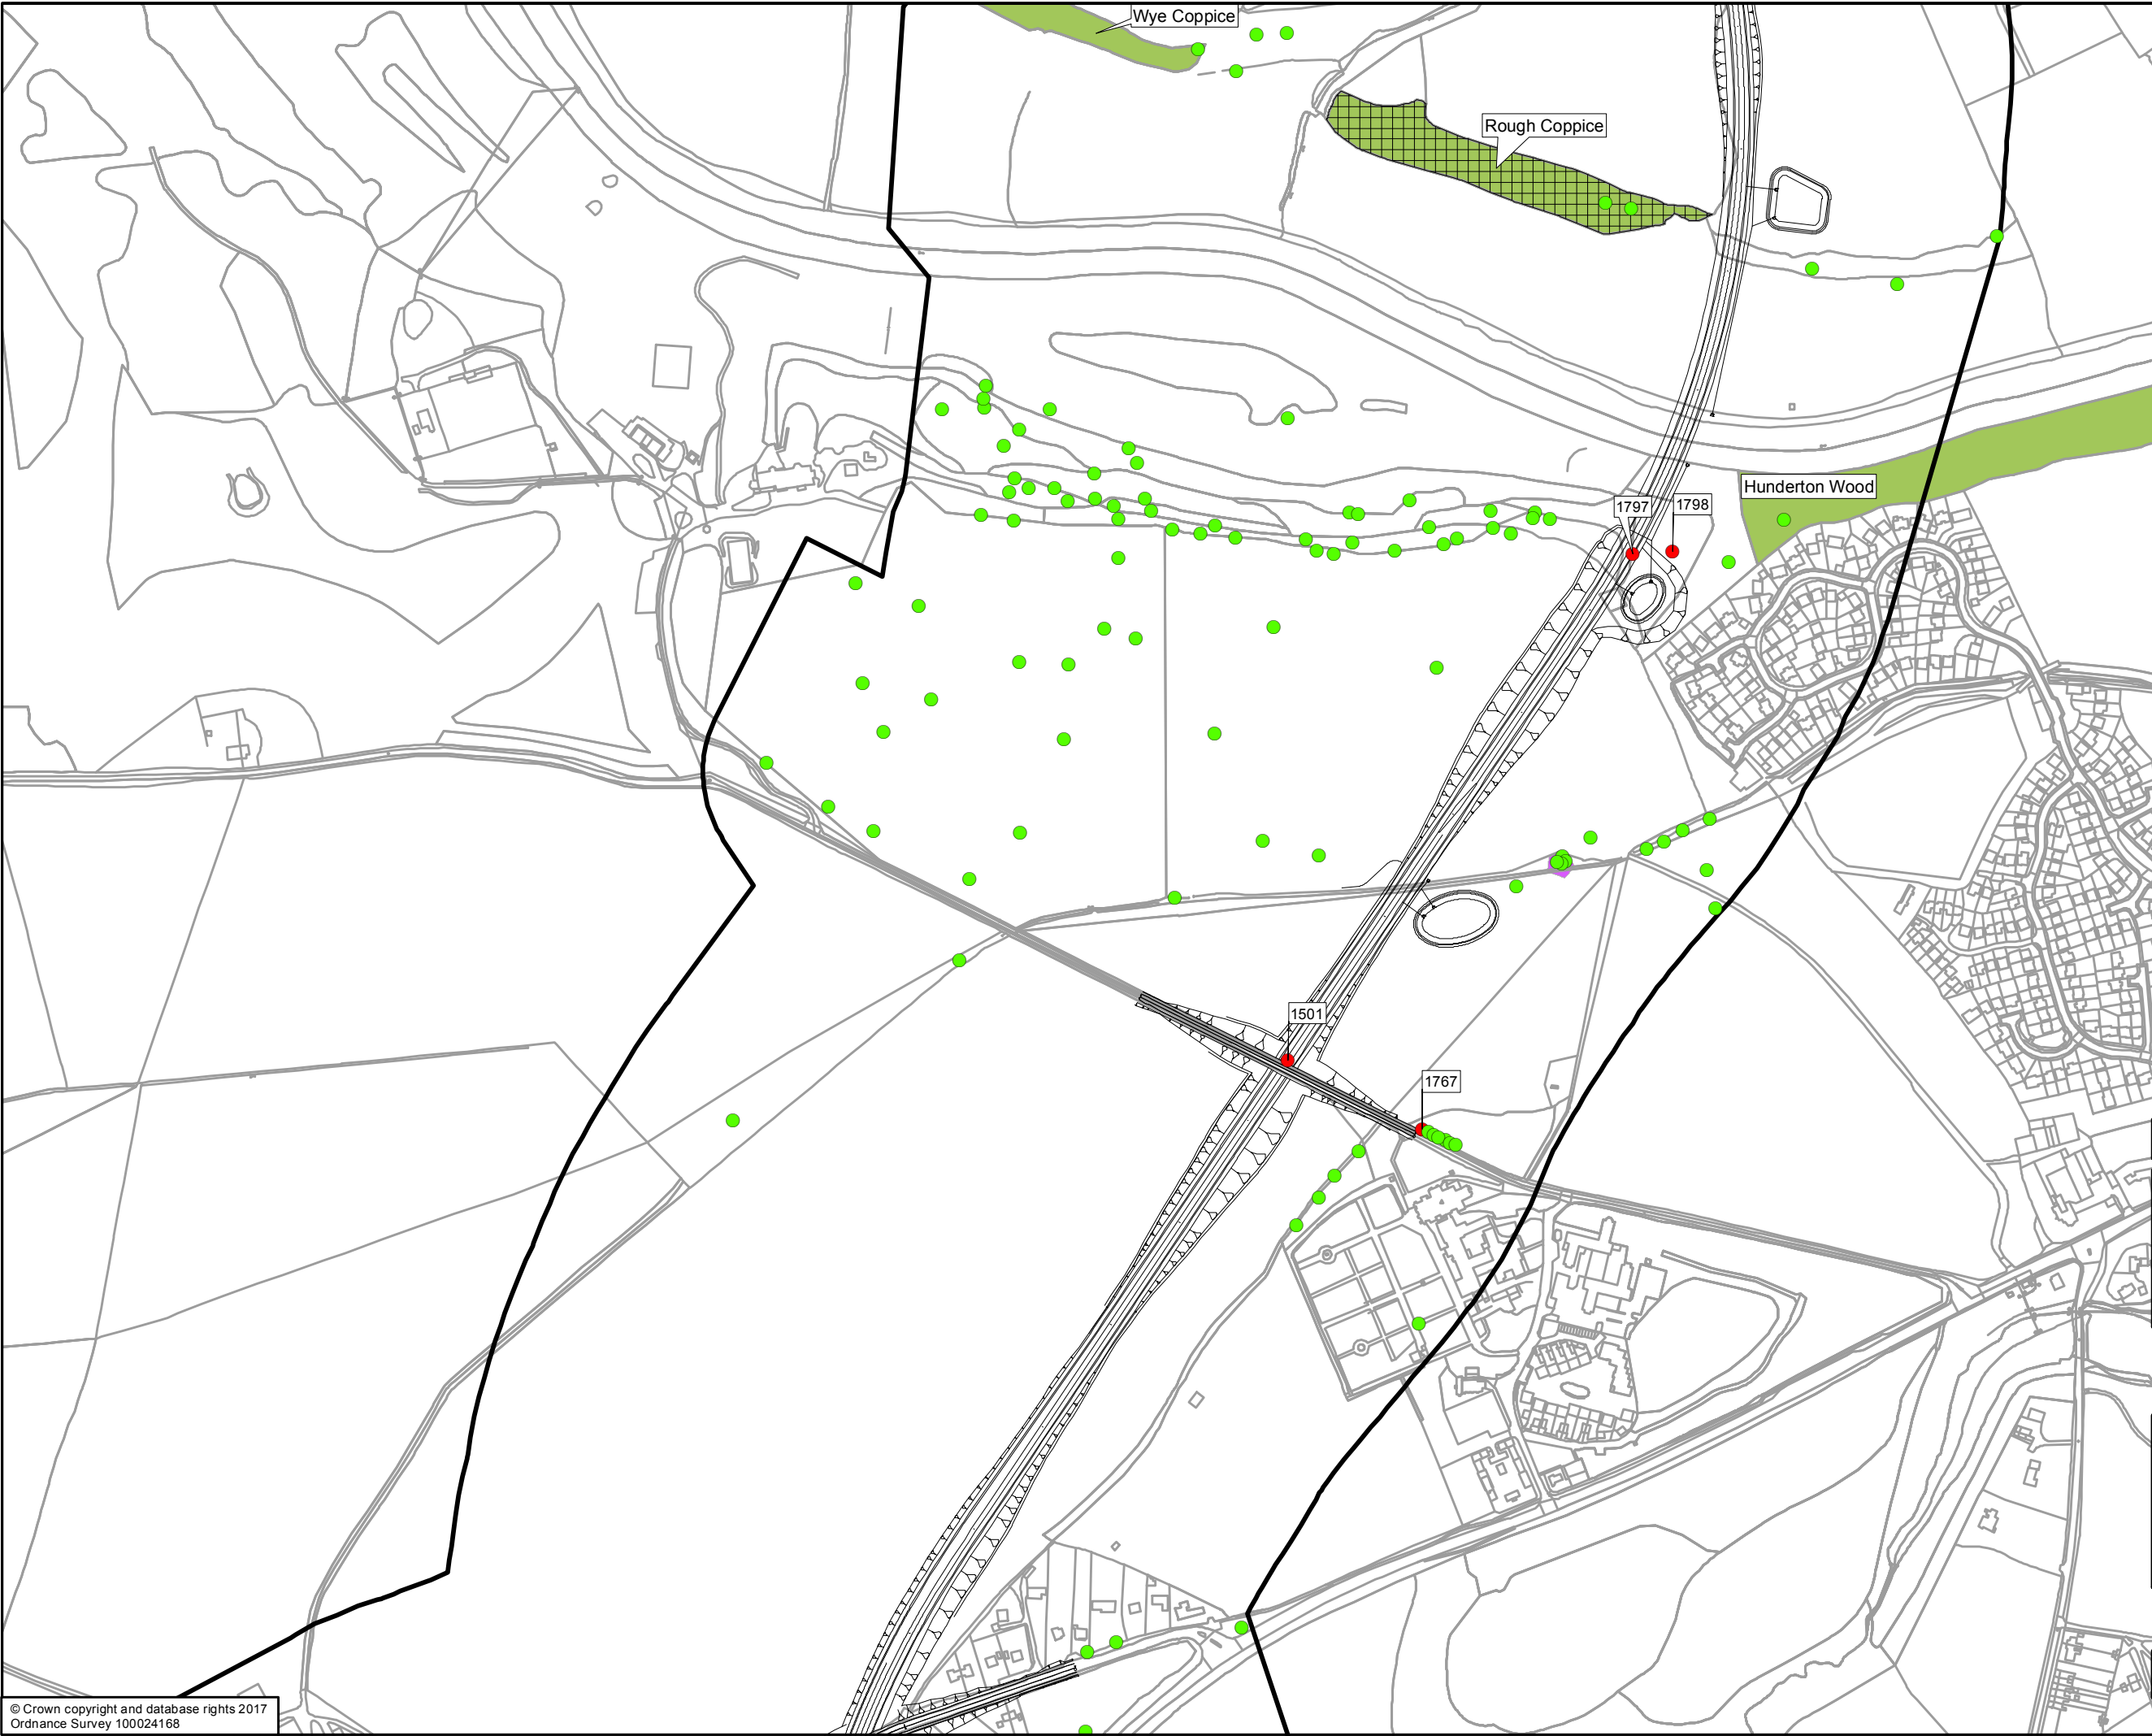 Wye Coppice
Rough Coppice
Hunderton Wood
1797
1798
1501
1767
© Crown copyright and database rights 2017
Ordnance Survey 100024168